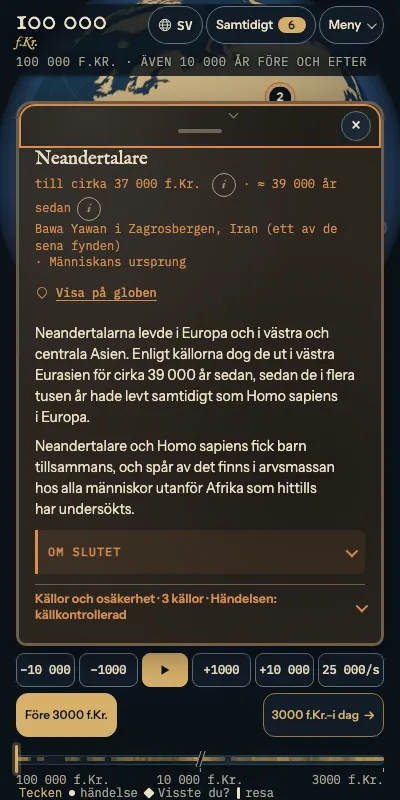 100 000
f.Kr.
SV
Samtidigt 6
Meny
100 000 F.KR. · ÄVEN 10 000 ÅR FÖRE OCH EFTER
2
×
Neandertalare
till cirka 37 000 f.Kr. i · ≈ 39 000 år
sedan i
Bawa Yawan i Zagrosbergen, Iran (ett av de
sena fynden)
· Människans ursprung
Visa på globen
Neandertalarna levde i Europa och i västra och
centrala Asien. Enligt källorna dog de ut i västra
Eurasien för cirka 39 000 år sedan, sedan de i flera
tusen år hade levt samtidigt som Homo sapiens
i Europa.
Neandertalare och Homo sapiens fick barn
tillsammans, och spår av det finns i arvsmassan
hos alla människor utanför Afrika som hittills
har undersökts.
OM SLUTET
Källor och osäkerhet · 3 källor · Händelsen:
källkontrollerad
−10 000
−1000
+1000
+10 000
25 000/s
Före 3000 f.Kr.
3000 f.Kr.–i dag →
100 000 f.Kr.
10 000 f.Kr.
3000 f.Kr.
Tecken ● händelse ◆ Visste du? | resa